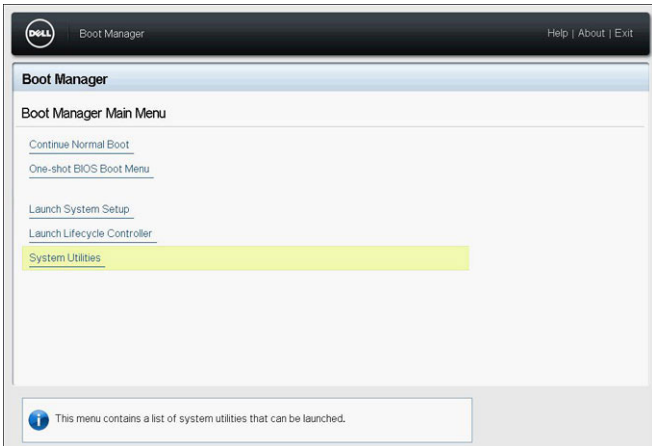 DELL Boot Manager Help | About | Exit
Boot Manager
Boot Manager Main Menu
Continue Normal Boot
One-shot BIOS Boot Menu
Launch System Setup
Launch Lifecycle Controller
System Utilities
This menu contains a list of system utilities that can be launched.